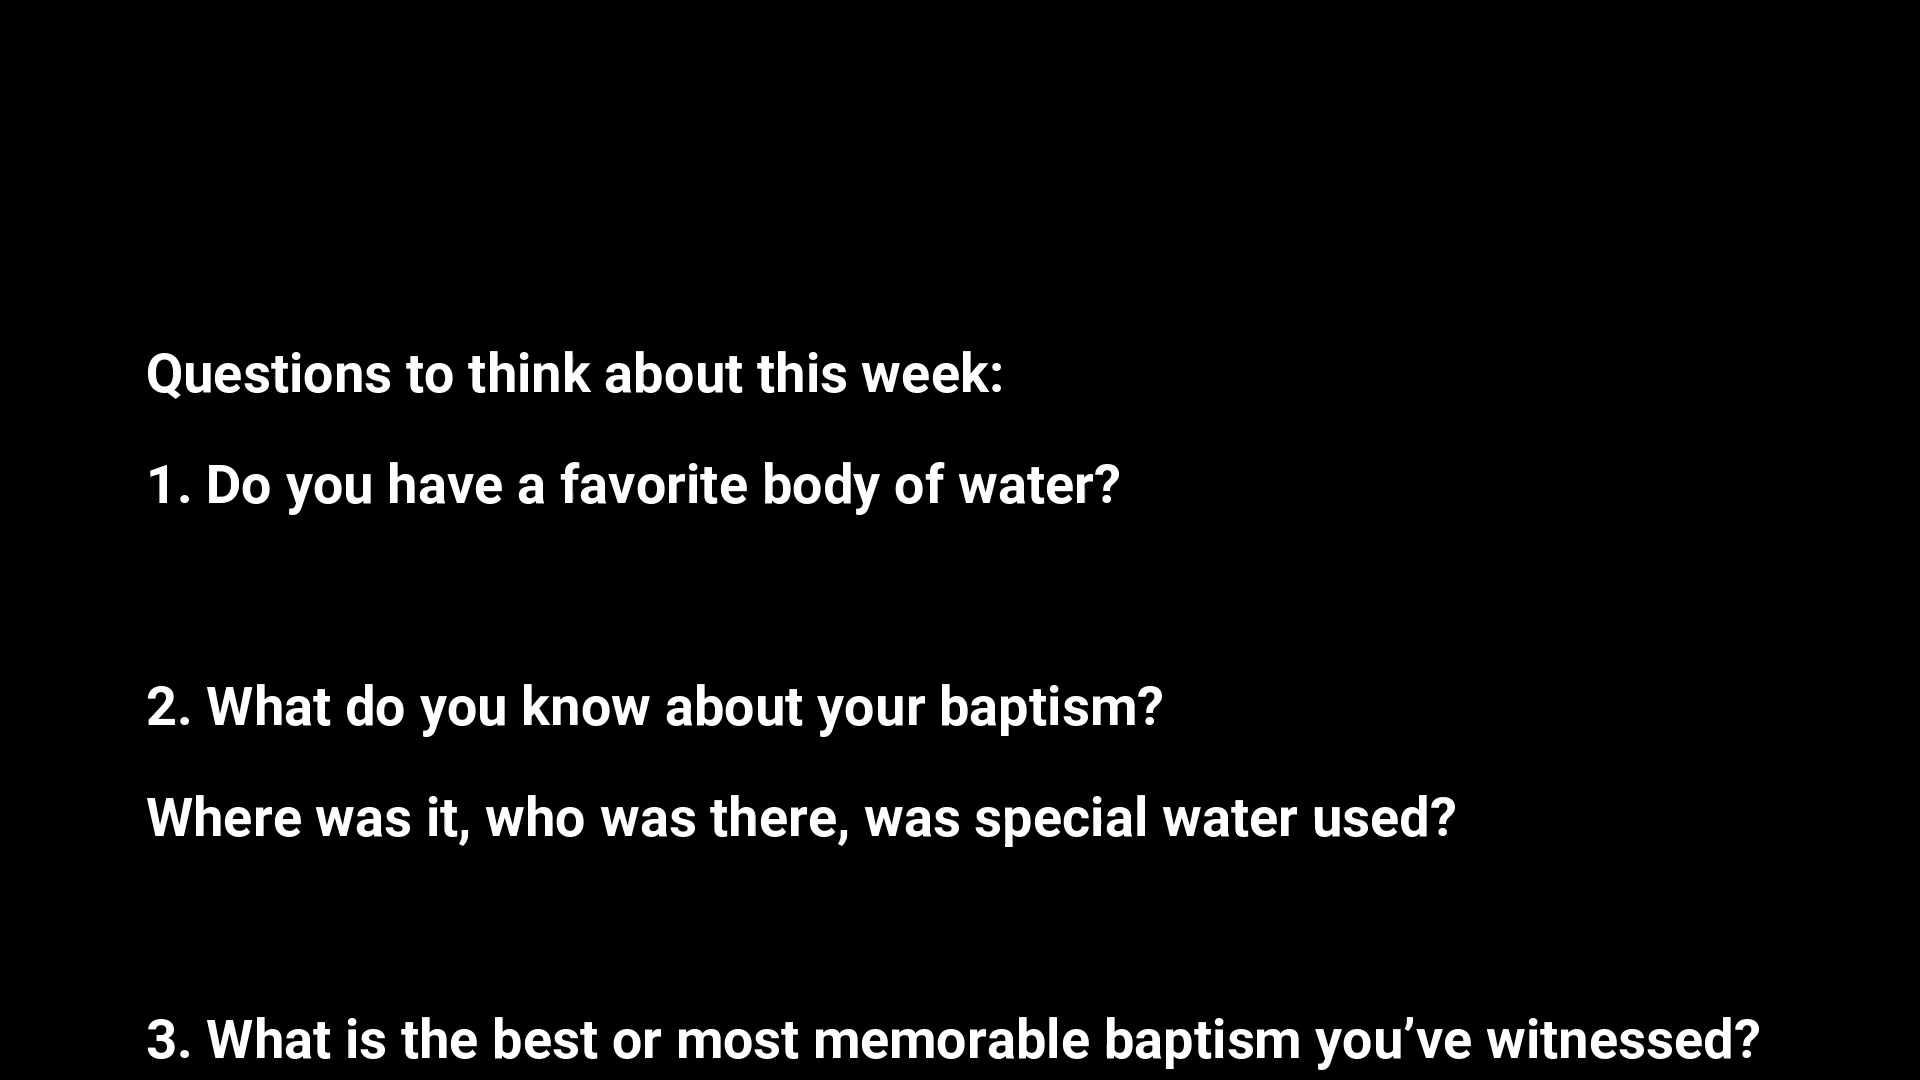 Questions to think about this week:
1. Do you have a favorite body of water?
2. What do you know about your baptism?
Where was it, who was there, was special water used?
3. What is the best or most memorable baptism you’ve witnessed?